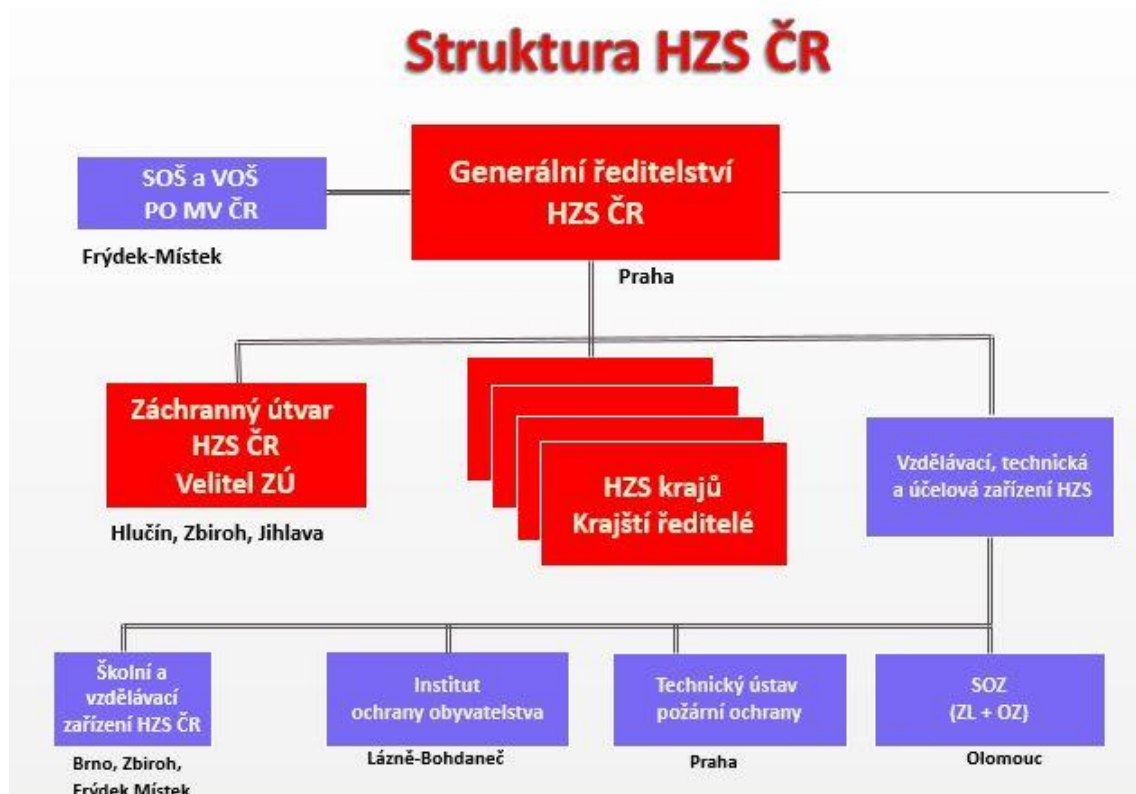 Struktura HZS ČR
SOŠ a VOŠ
PO MV ČR
Frýdek-Místek
Generální ředitelství
HZS ČR
Praha
Záchranný útvar
HZS ČR
Velitel ZÚ
Hlučín, Zbiroh, Jihlava
HZS krajů
Krajští ředitelé
Vzdělávací, technická
a účelová zařízení HZS
Školní a
vzdělávací
zařízení HZS ČR
Brno, Zbiroh,
Frýdek Místek
Institut
ochrany obyvatelstva
Lázně-Bohdaneč
Technický ústav
požární ochrany
Praha
SOZ
(ZL + OZ)
Olomouc